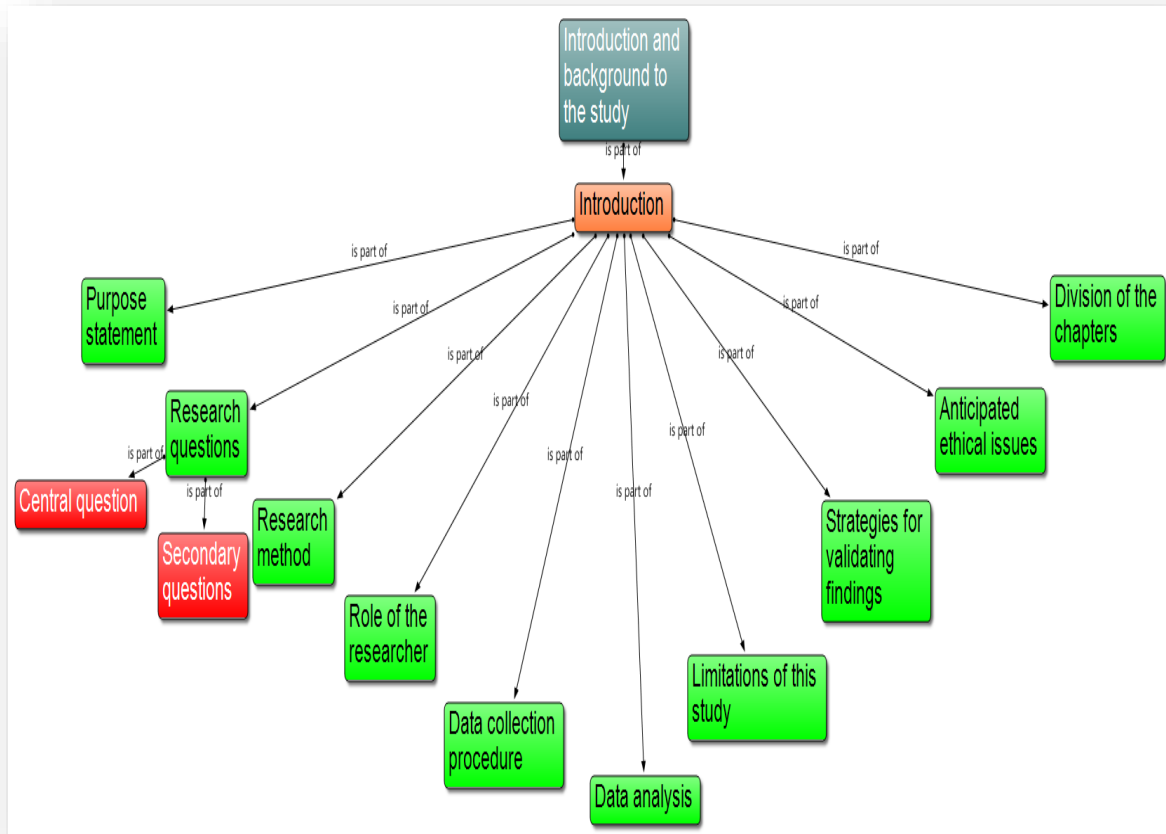 Introduction and
background to
the study
is part of
Introduction
is part of
Purpose
statement
is part of
Division of the
chapters
is part of
Research
questions
is part of
Anticipated
ethical issues
is part of
Central question
is part of
Secondary
questions
is part of
Research
method
is part of
Strategies for
validating
findings
is part of
Role of the
researcher
is part of
Limitations of this
study
is part of
Data collection
procedure
is part of
Data analysis
is part of